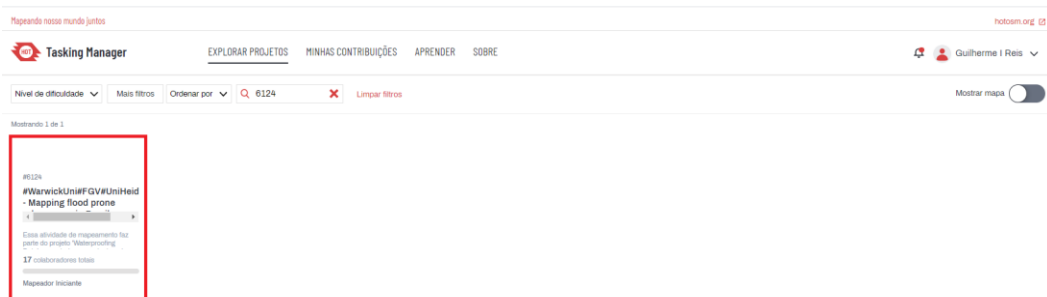 Mapeando nosso mundo juntos
hotosm.org
HOT Tasking Manager EXPLORAR PROJETOS MINHAS CONTRIBUIÇÕES APRENDER SOBRE Guilherme I Reis
Nível de dificuldade Mais filtros Ordenar por 6124 Limpar filtros Mostrar mapa
Mostrando 1 de 1
#6124
#WarwickUni#FGV#UniHeid
- Mapping flood prone
Essa atividade de mapeamento faz
parte do projeto 'Waterproofing
17 colaboradores totais
Mapeador Iniciante